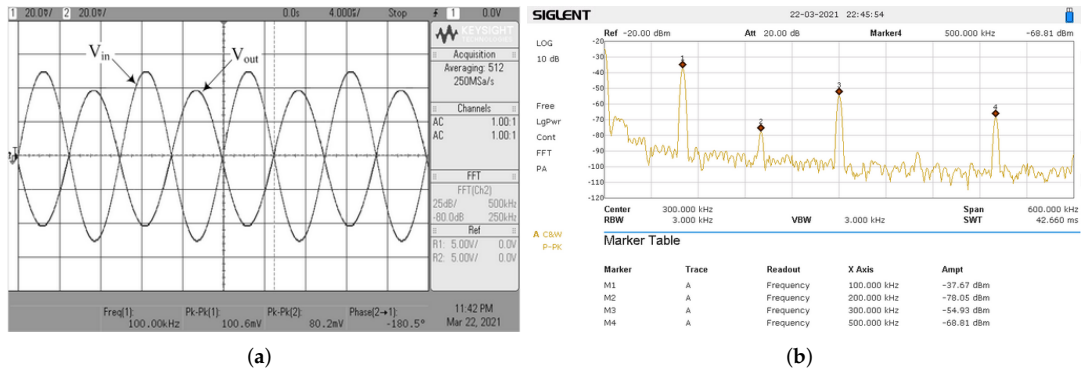 1 20.0V/ 2 20.0V/ 0.0s 4.000s/ Stop 1 0.0V
KEYSIGHT
Acquisition
Averaging: 512
250MSa/s
Channels
AC 1.00:1
AC 1.00:1
FFT
FFT(Ch2)
25dB/ 500kHz
-80.0dB 250kHz
Ref
R1: 5.00V/ 0.0V
R2: 5.00V/ 0.0V
Vin
Vout
Freq(1): Pk-Pk(1): Pk-Pk(2): Phase(2→1):
100.00kHz 100.6mV 80.2mV -180.5°
11:42 PM
Mar 22, 2021
(a)
SIGLENT 22-03-2021 22:45:54
Ref -20.00 dBm Att 20.00 dB Marker4 500.000 kHz -68.81 dBm
LOG
10 dB
Free
LgPwr
Cont
FFT
PA
A C&W
P-PK
-20
-30
-40
-50
-60
-70
-80
-90
-100
-110
-120
1
2
3
4
Center 300.000 kHz Span 600.000 kHz
RBW 3.000 kHz VBW 3.000 kHz SWT 42.660 ms
Marker Table
Marker Trace Readout X Axis Ampt
M1 A Frequency 100.000 kHz -37.67 dBm
M2 A Frequency 200.000 kHz -78.05 dBm
M3 A Frequency 300.000 kHz -54.93 dBm
M4 A Frequency 500.000 kHz -68.81 dBm
(b)